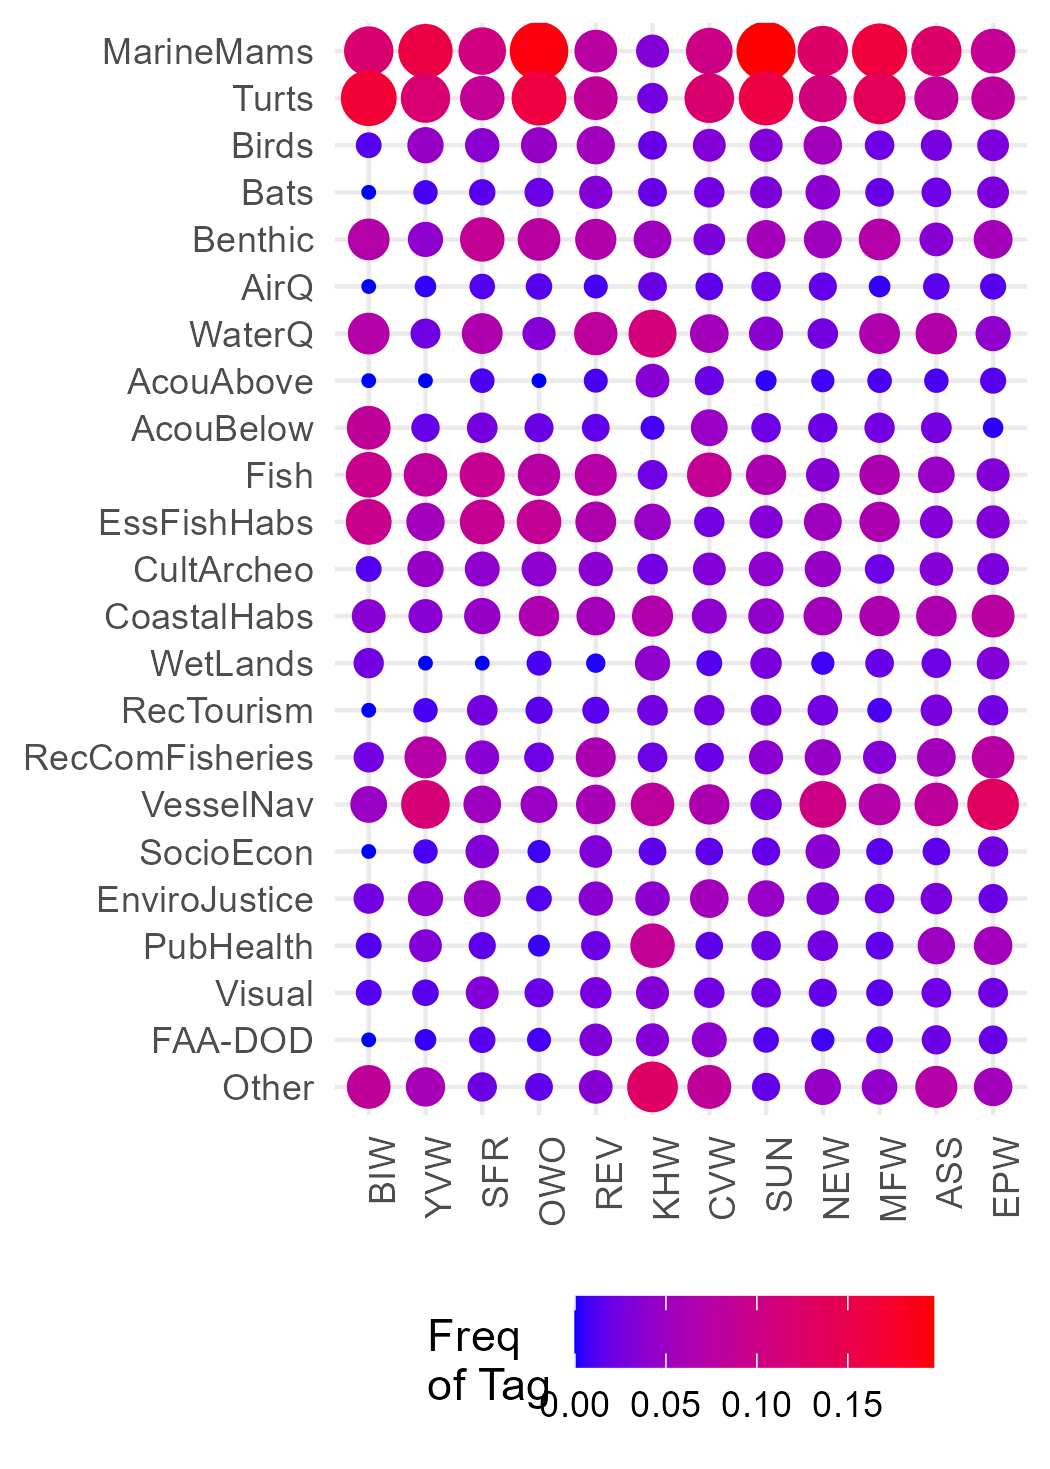 MarineMams
Turts
Birds
Bats
Benthic
AirQ
WaterQ
AcouAbove
AcouBelow
Fish
EssFishHabs
CultArcheo
CoastalHabs
WetLands
RecTourism
RecComFisheries
VesselNav
SocioEcon
EnviroJustice
PubHealth
Visual
FAA-DOD
Other
BIW
YVW
SFR
OWO
REV
KHW
CVW
SUN
NEW
MFW
ASS
EPW
Freq
of Tag
0.00 0.05 0.10 0.15